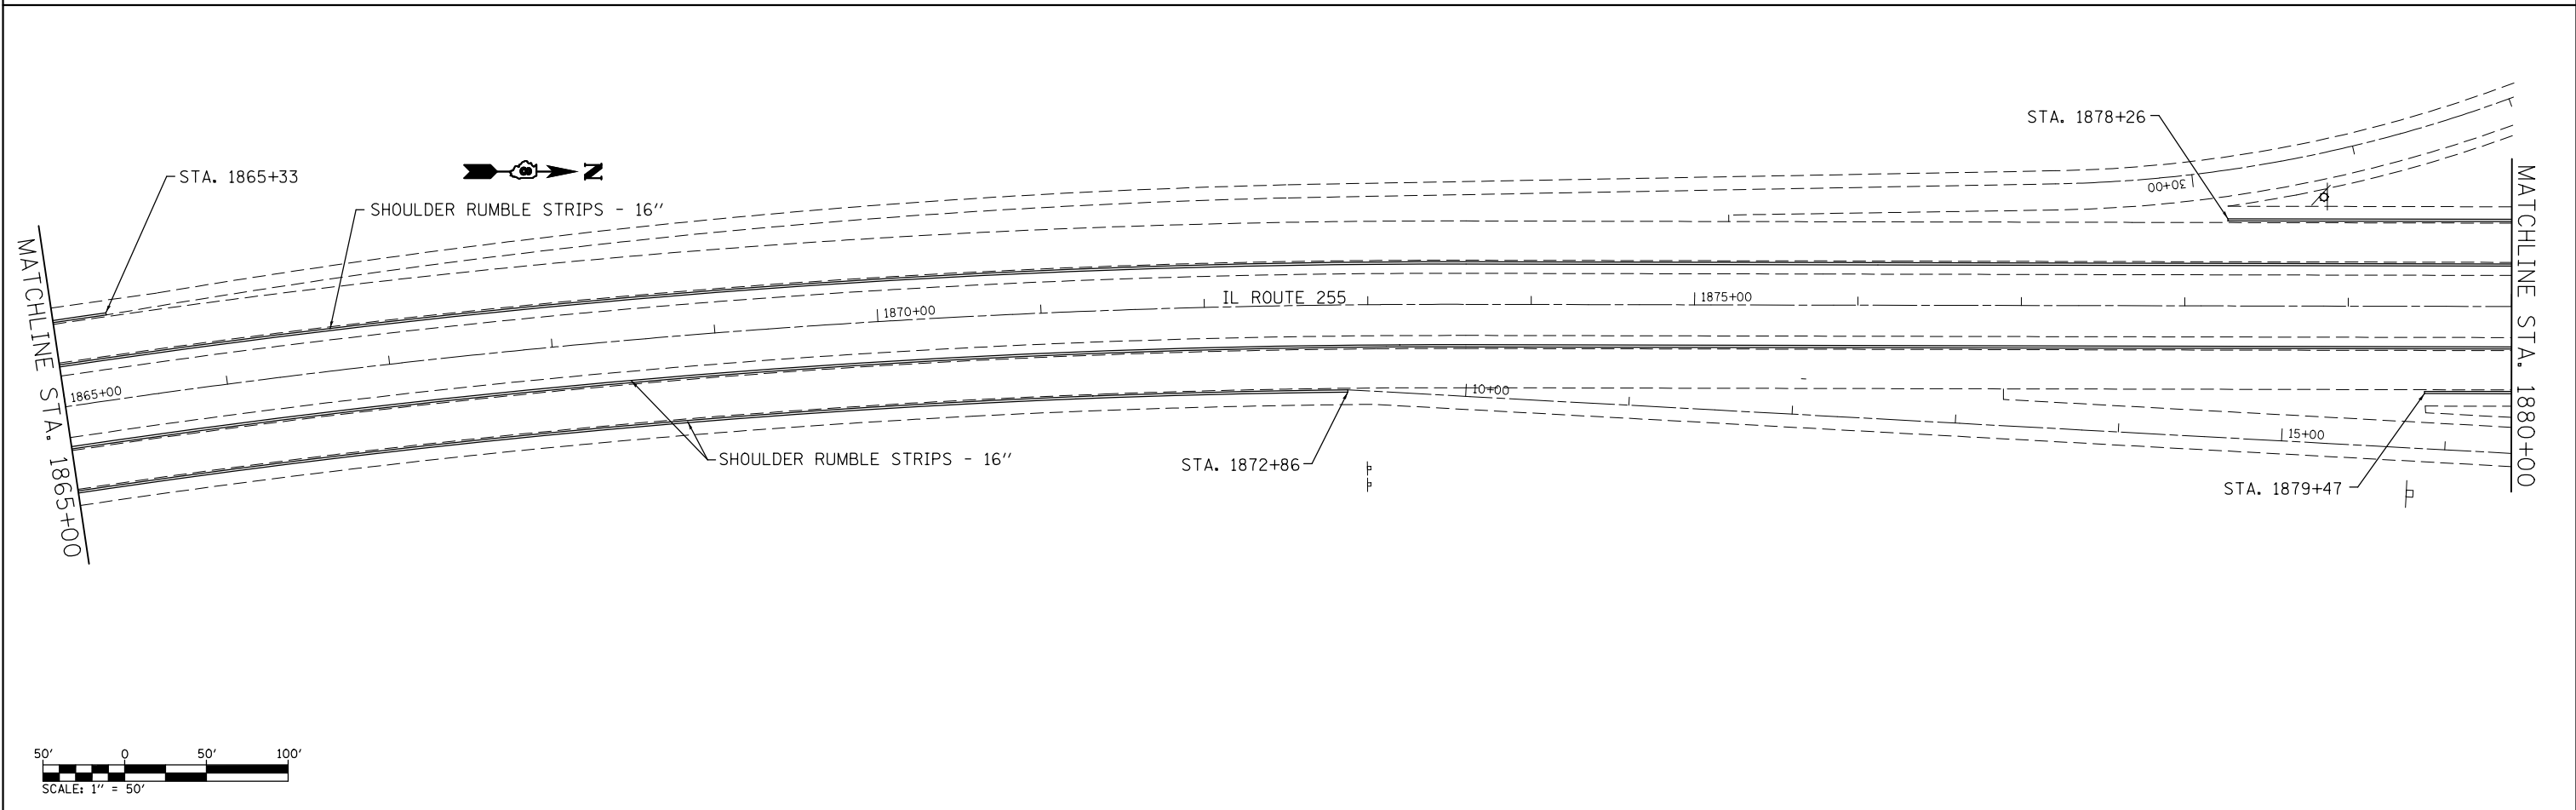 STA. 1878+26
STA. 1865+33
SHOULDER RUMBLE STRIPS - 16''
N
30+00
MATCHLINE STA. 1865+00
MATCHLINE STA. 1880+00
IL ROUTE 255
1875+00
1870+00
1865+00
10+00
15+00
SHOULDER RUMBLE STRIPS - 16''
STA. 1872+86
STA. 1879+47
50' 0 50' 100'
SCALE: 1'' = 50'